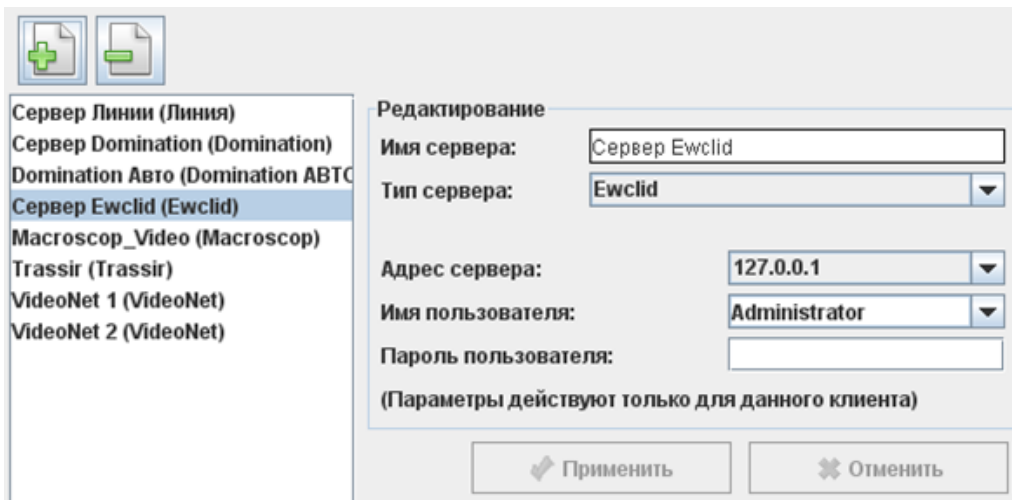 Сервер Линии (Линия)
Сервер Domination (Domination)
Domination Авто (Domination АВТО
Сервер Ewclid (Ewclid)
Macroscop_Video (Macroscop)
Trassir (Trassir)
VideoNet 1 (VideoNet)
VideoNet 2 (VideoNet)
Редактирование
Имя сервера: Сервер Ewclid
Тип сервера: Ewclid
Адрес сервера: 127.0.0.1
Имя пользователя: Administrator
Пароль пользователя:
(Параметры действуют только для данного клиента)
Применить Отменить